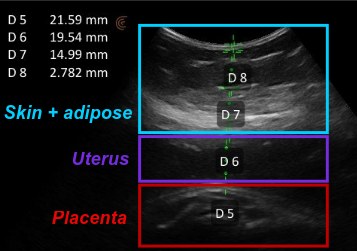 D 5 21.59 mm
D 6 19.54 mm
D 7 14.99 mm
D 8 2.782 mm
D 8
Skin + adipose
D 7
Uterus
D 6
Placenta
D 5